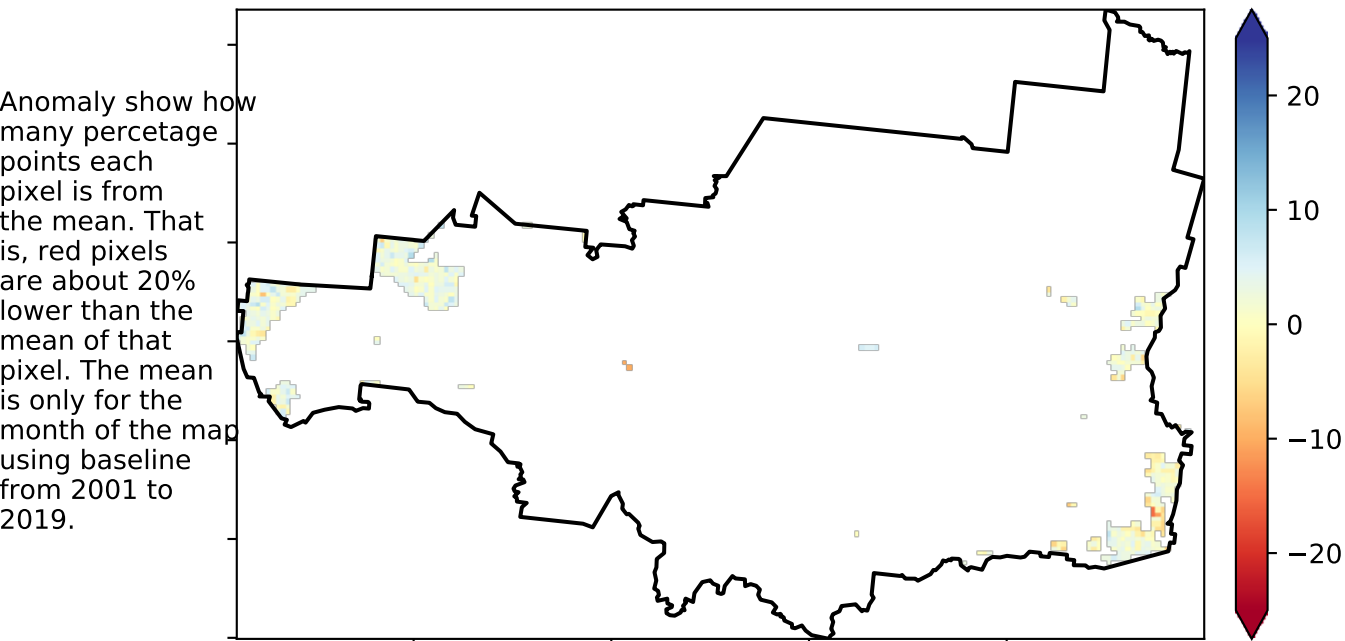 Anomaly show how
many percetage
points each
pixel is from
the mean. That
is, red pixels
are about 20%
lower than the
mean of that
pixel. The mean
is only for the
month of the map
using baseline
from 2001 to
2019.
20
10
0
−10
−20